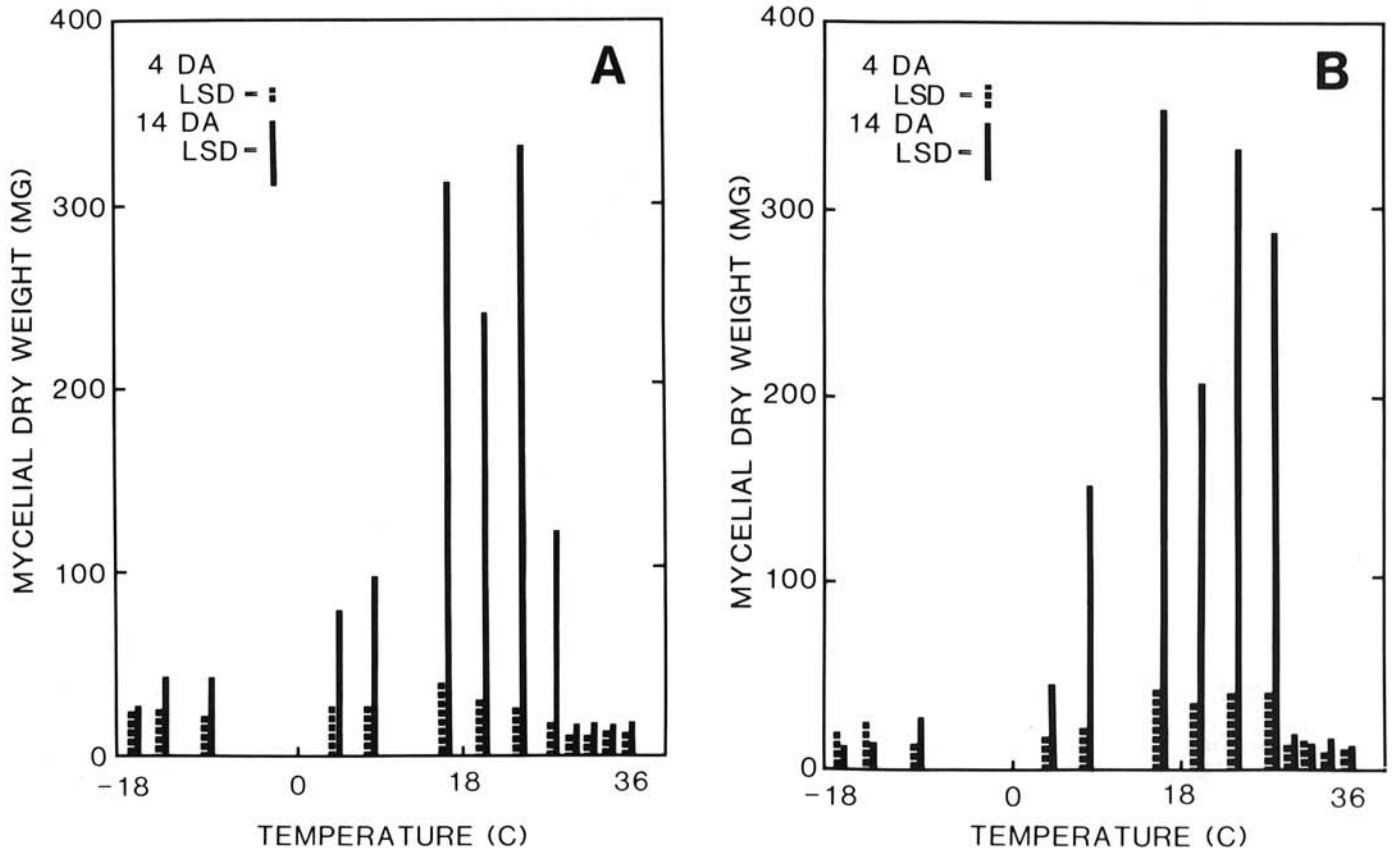 A
4 DA
LSD =
14 DA
LSD=
400
300
200
100
0
MYCELIAL DRY WEIGHT (MG)
-18
0
18
36
TEMPERATURE (C)
B
4 DA
LSD =
14 DA
LSD=
400
300
200
100
0
MYCELIAL DRY WEIGHT (MG)
-18
0
18
36
TEMPERATURE (C)